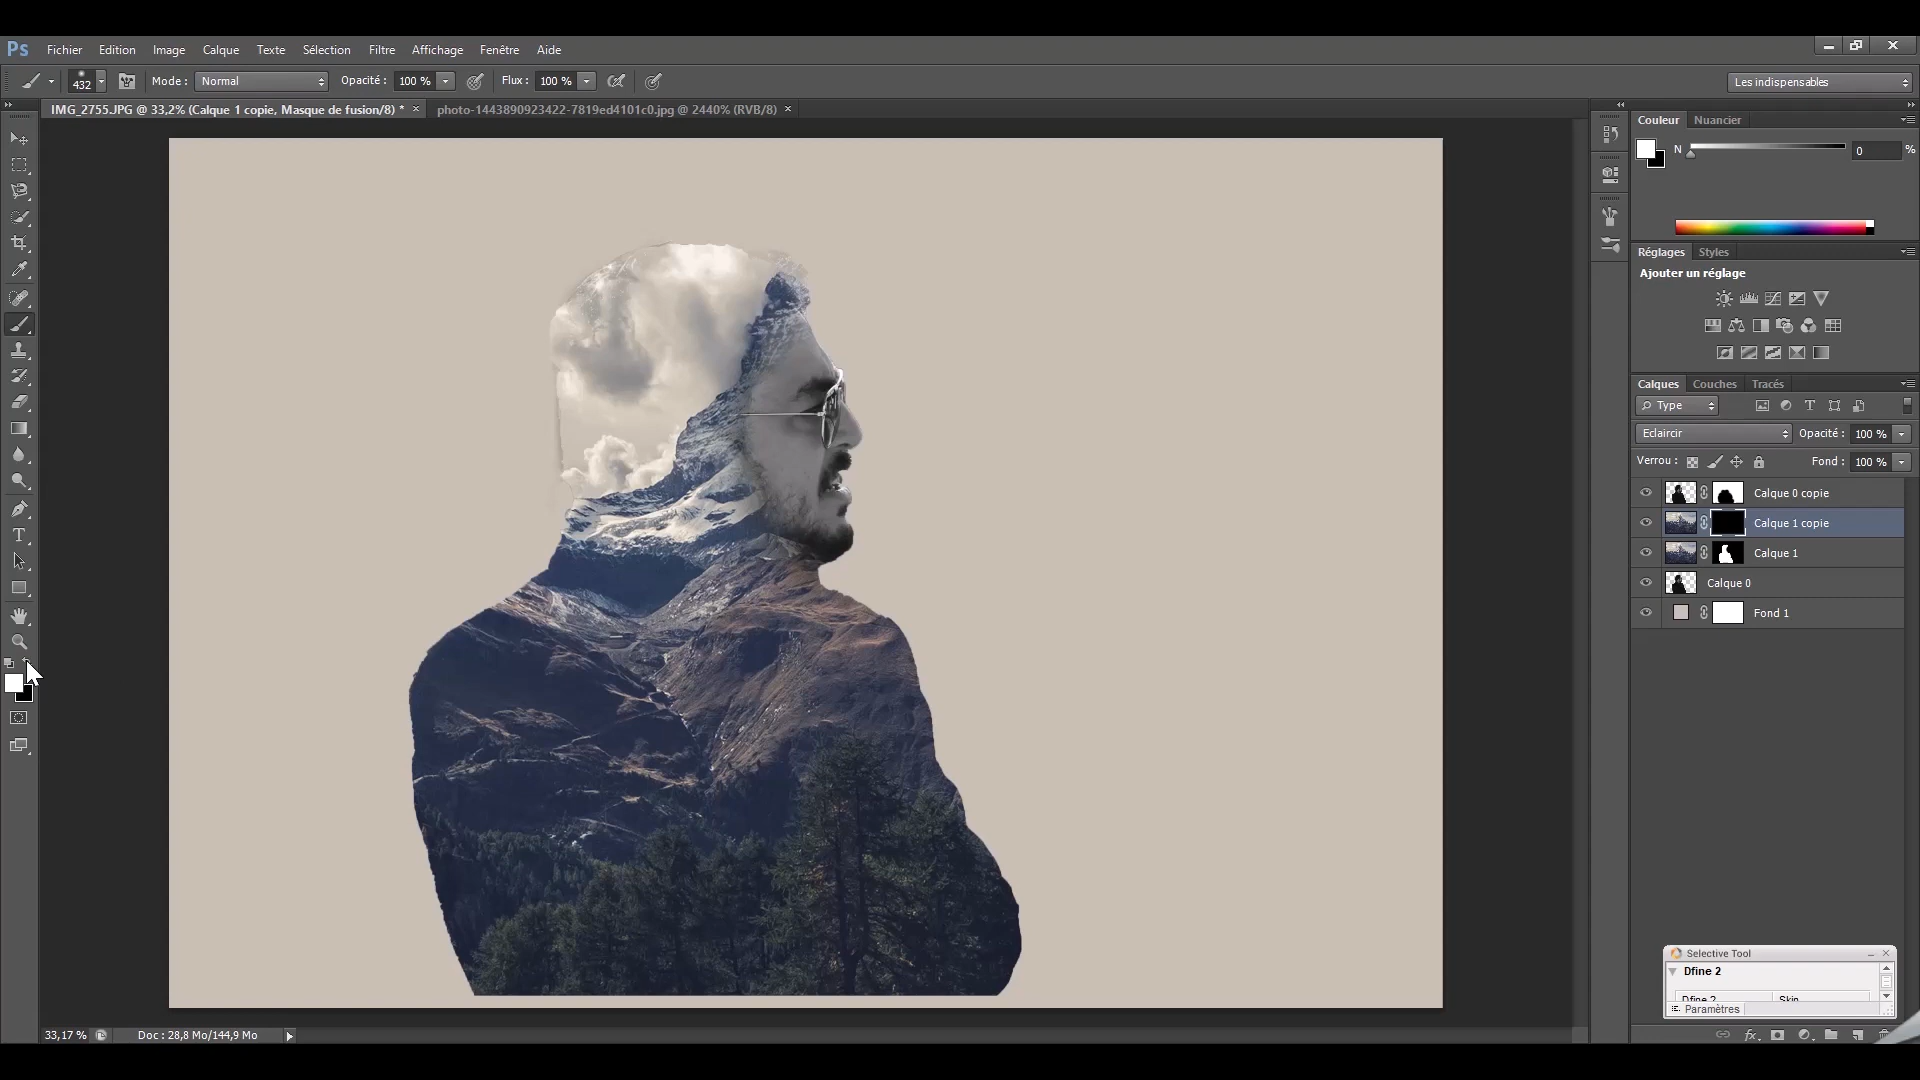 Ps Fichier Edition Image Calque Texte Sélection Filtre Affichage Fenêtre Aide
432 Mode : Normal Opacité : 100 % Flux : 100 % Les indispensables
IMG_2755.JPG @ 33,2% (Calque 1 copie, Masque de fusion/8) * × photo-1443890923422-7819ed4101c0.jpg @ 2440% (RVB/8) ×
Couleur Nuancier
N 0 %
Réglages Styles
Ajouter un réglage
Calques Couches Tracés
Type
Eclaircir Opacité : 100 %
Verrou : Fond : 100 %
Calque 0 copie
Calque 1 copie
Calque 1
Calque 0
Fond 1
Selective Tool
Dfine 2
Dfine 2 Skin
Paramètres
33,17 % Doc : 28,8 Mo/144,9 Mo